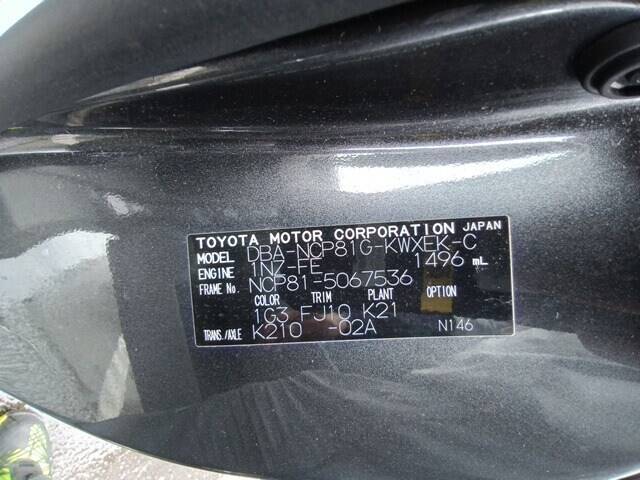 TOYOTA MOTOR CORPORATION JAPAN
MODEL DBA-NCP81G-KWXEK-C
ENGINE 1NZ-FE 1496 mL
FRAME No. NCP81-5067536
COLOR TRIM PLANT OPTION
1G3 FJ10 K21
TRANS./AXLE K210 -02A N146